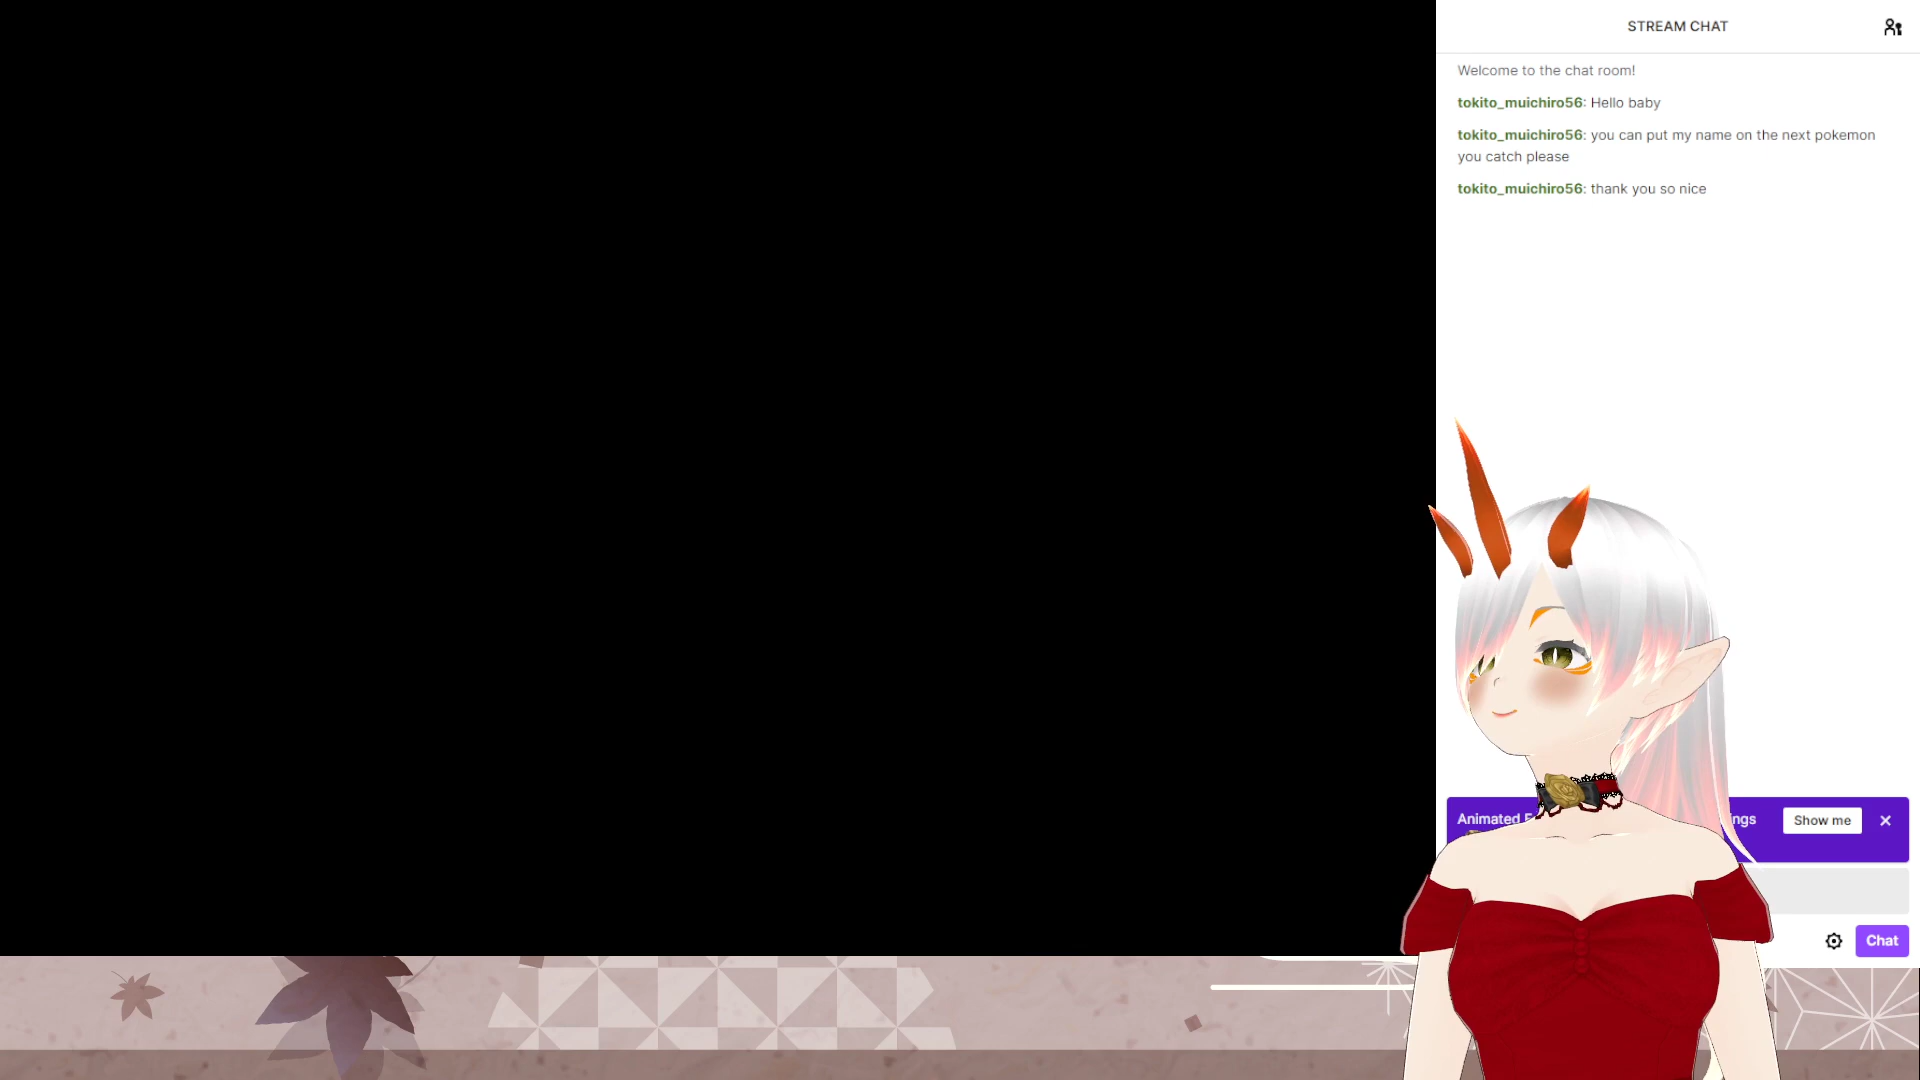 STREAM CHAT
Welcome to the chat room!
tokito_muichiro56: Hello baby
tokito_muichiro56: you can put my name on the next pokemon
you catch please
tokito_muichiro56: thank you so nice
Animated
Show me
Chat